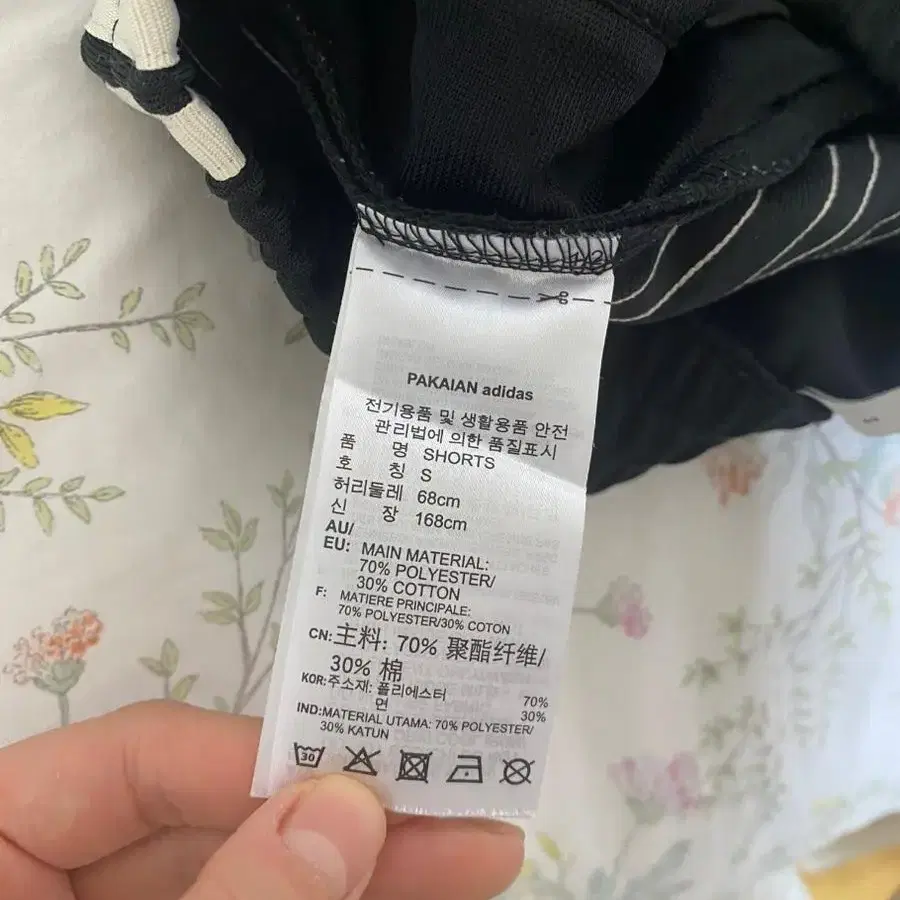 PAKAIAN adidas
전기용품 및 생활용품 안전
관리법에 의한 품질표시
품 명 SHORTS
호 칭 S
허리둘레 68cm
신 장 168cm
AU/
EU: MAIN MATERIAL:
70% POLYESTER/
30% COTTON
F: MATIERE PRINCIPALE:
70% POLYESTER/30% COTON
CN:主料: 70% 聚酯纤维/
30% 棉
KOR:주소재: 폴리에스터 70%
면 30%
IND:MATERIAL UTAMA: 70% POLYESTER/
30% KATUN
30